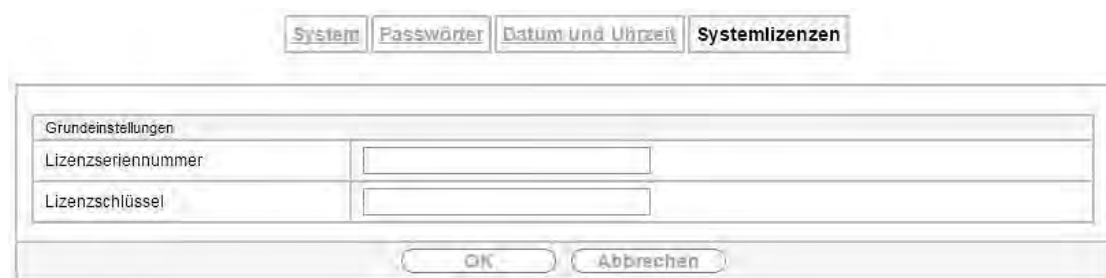 System Passwörter Datum und Uhrzeit Systemlizenzen
Grundeinstellungen
Lizenzseriennummer
Lizenzschlüssel
OK Abbrechen